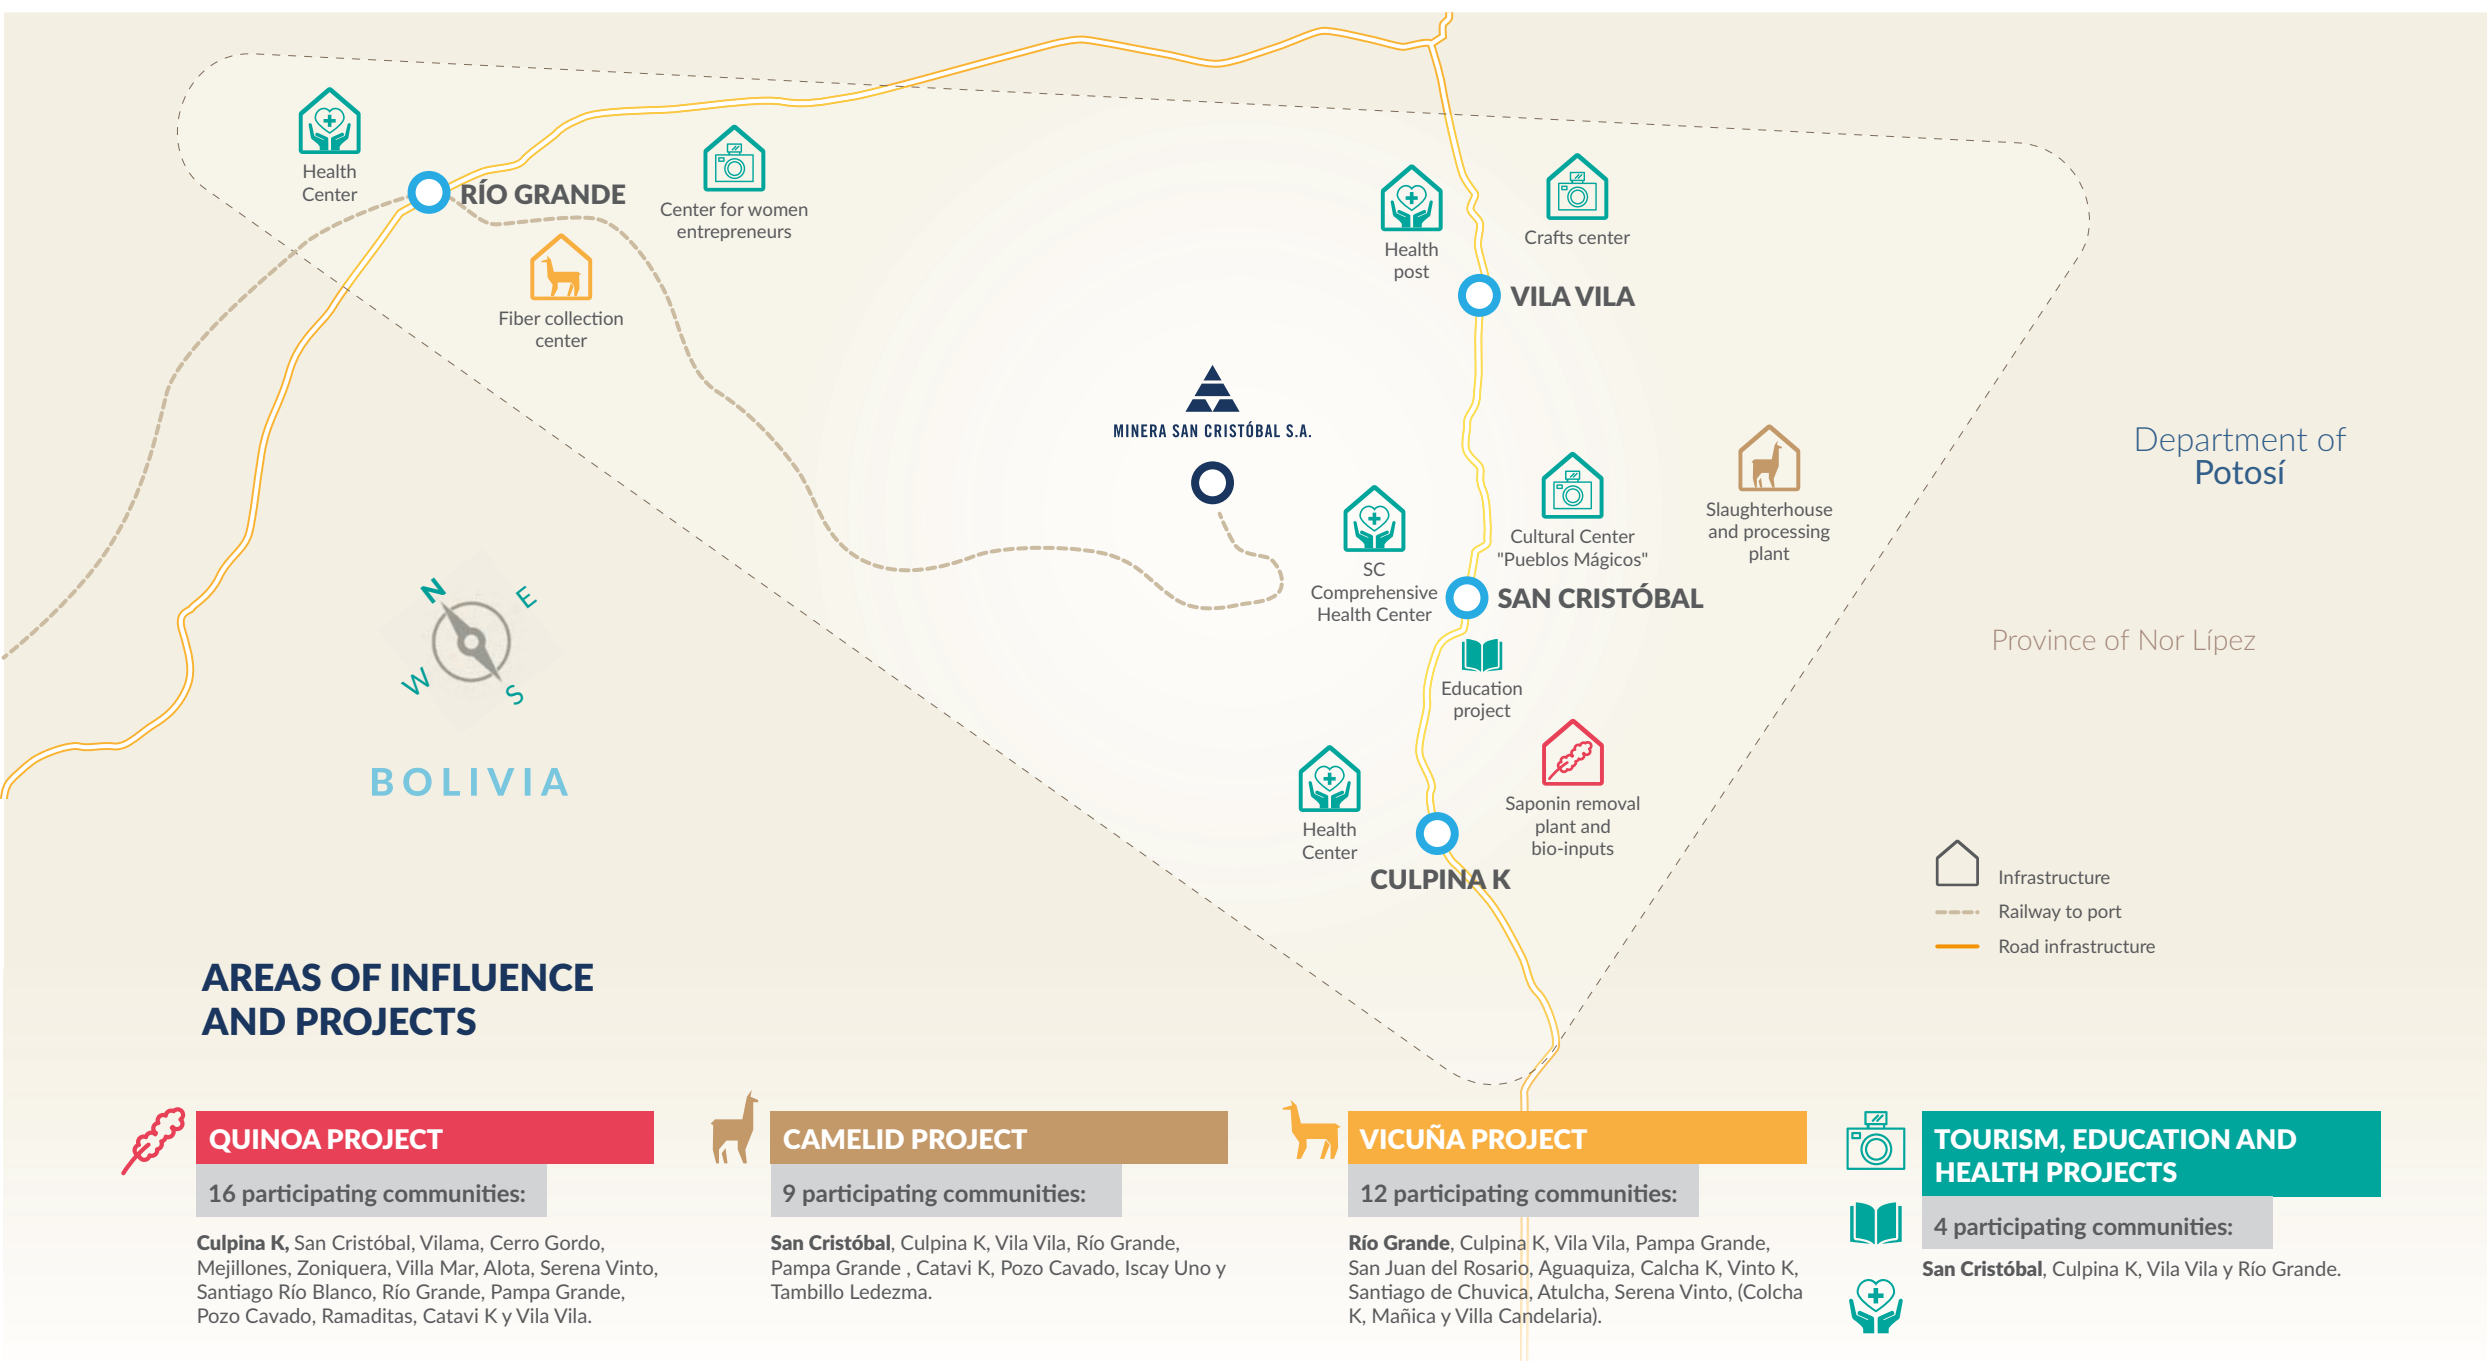 Health
Center
RÍO GRANDE
Center for women
entrepreneurs
Fiber collection
center
Health
post
Crafts center
VILA VILA
MINERA SAN CRISTÓBAL S.A.
Department of
Potosí
Slaughterhouse
and processing
plant
Cultural Center
"Pueblos Mágicos"
SC
Comprehensive
Health Center
SAN CRISTÓBAL
Province of Nor Lípez
Education
project
N
E
W
S
BOLIVIA
Saponin removal
plant and
bio-inputs
Health
Center
CULPINA K
Infrastructure
Railway to port
Road infrastructure
AREAS OF INFLUENCE
AND PROJECTS
QUINOA PROJECT
16 participating communities:
Culpina K, San Cristóbal, Vilama, Cerro Gordo,
Mejillones, Zoniquera, Villa Mar, Alota, Serena Vinto,
Santiago Río Blanco, Río Grande, Pampa Grande,
Pozo Cavado, Ramaditas, Catavi K y Vila Vila.
CAMELID PROJECT
9 participating communities:
San Cristóbal, Culpina K, Vila Vila, Río Grande,
Pampa Grande , Catavi K, Pozo Cavado, Iscay Uno y
Tambillo Ledezma.
VICUÑA PROJECT
12 participating communities:
Río Grande, Culpina K, Vila Vila, Pampa Grande,
San Juan del Rosario, Aguaquiza, Calcha K, Vinto K,
Santiago de Chuvica, Atulcha, Serena Vinto, (Colcha
K, Mañica y Villa Candelaria).
TOURISM, EDUCATION AND
HEALTH PROJECTS
4 participating communities:
San Cristóbal, Culpina K, Vila Vila y Río Grande.